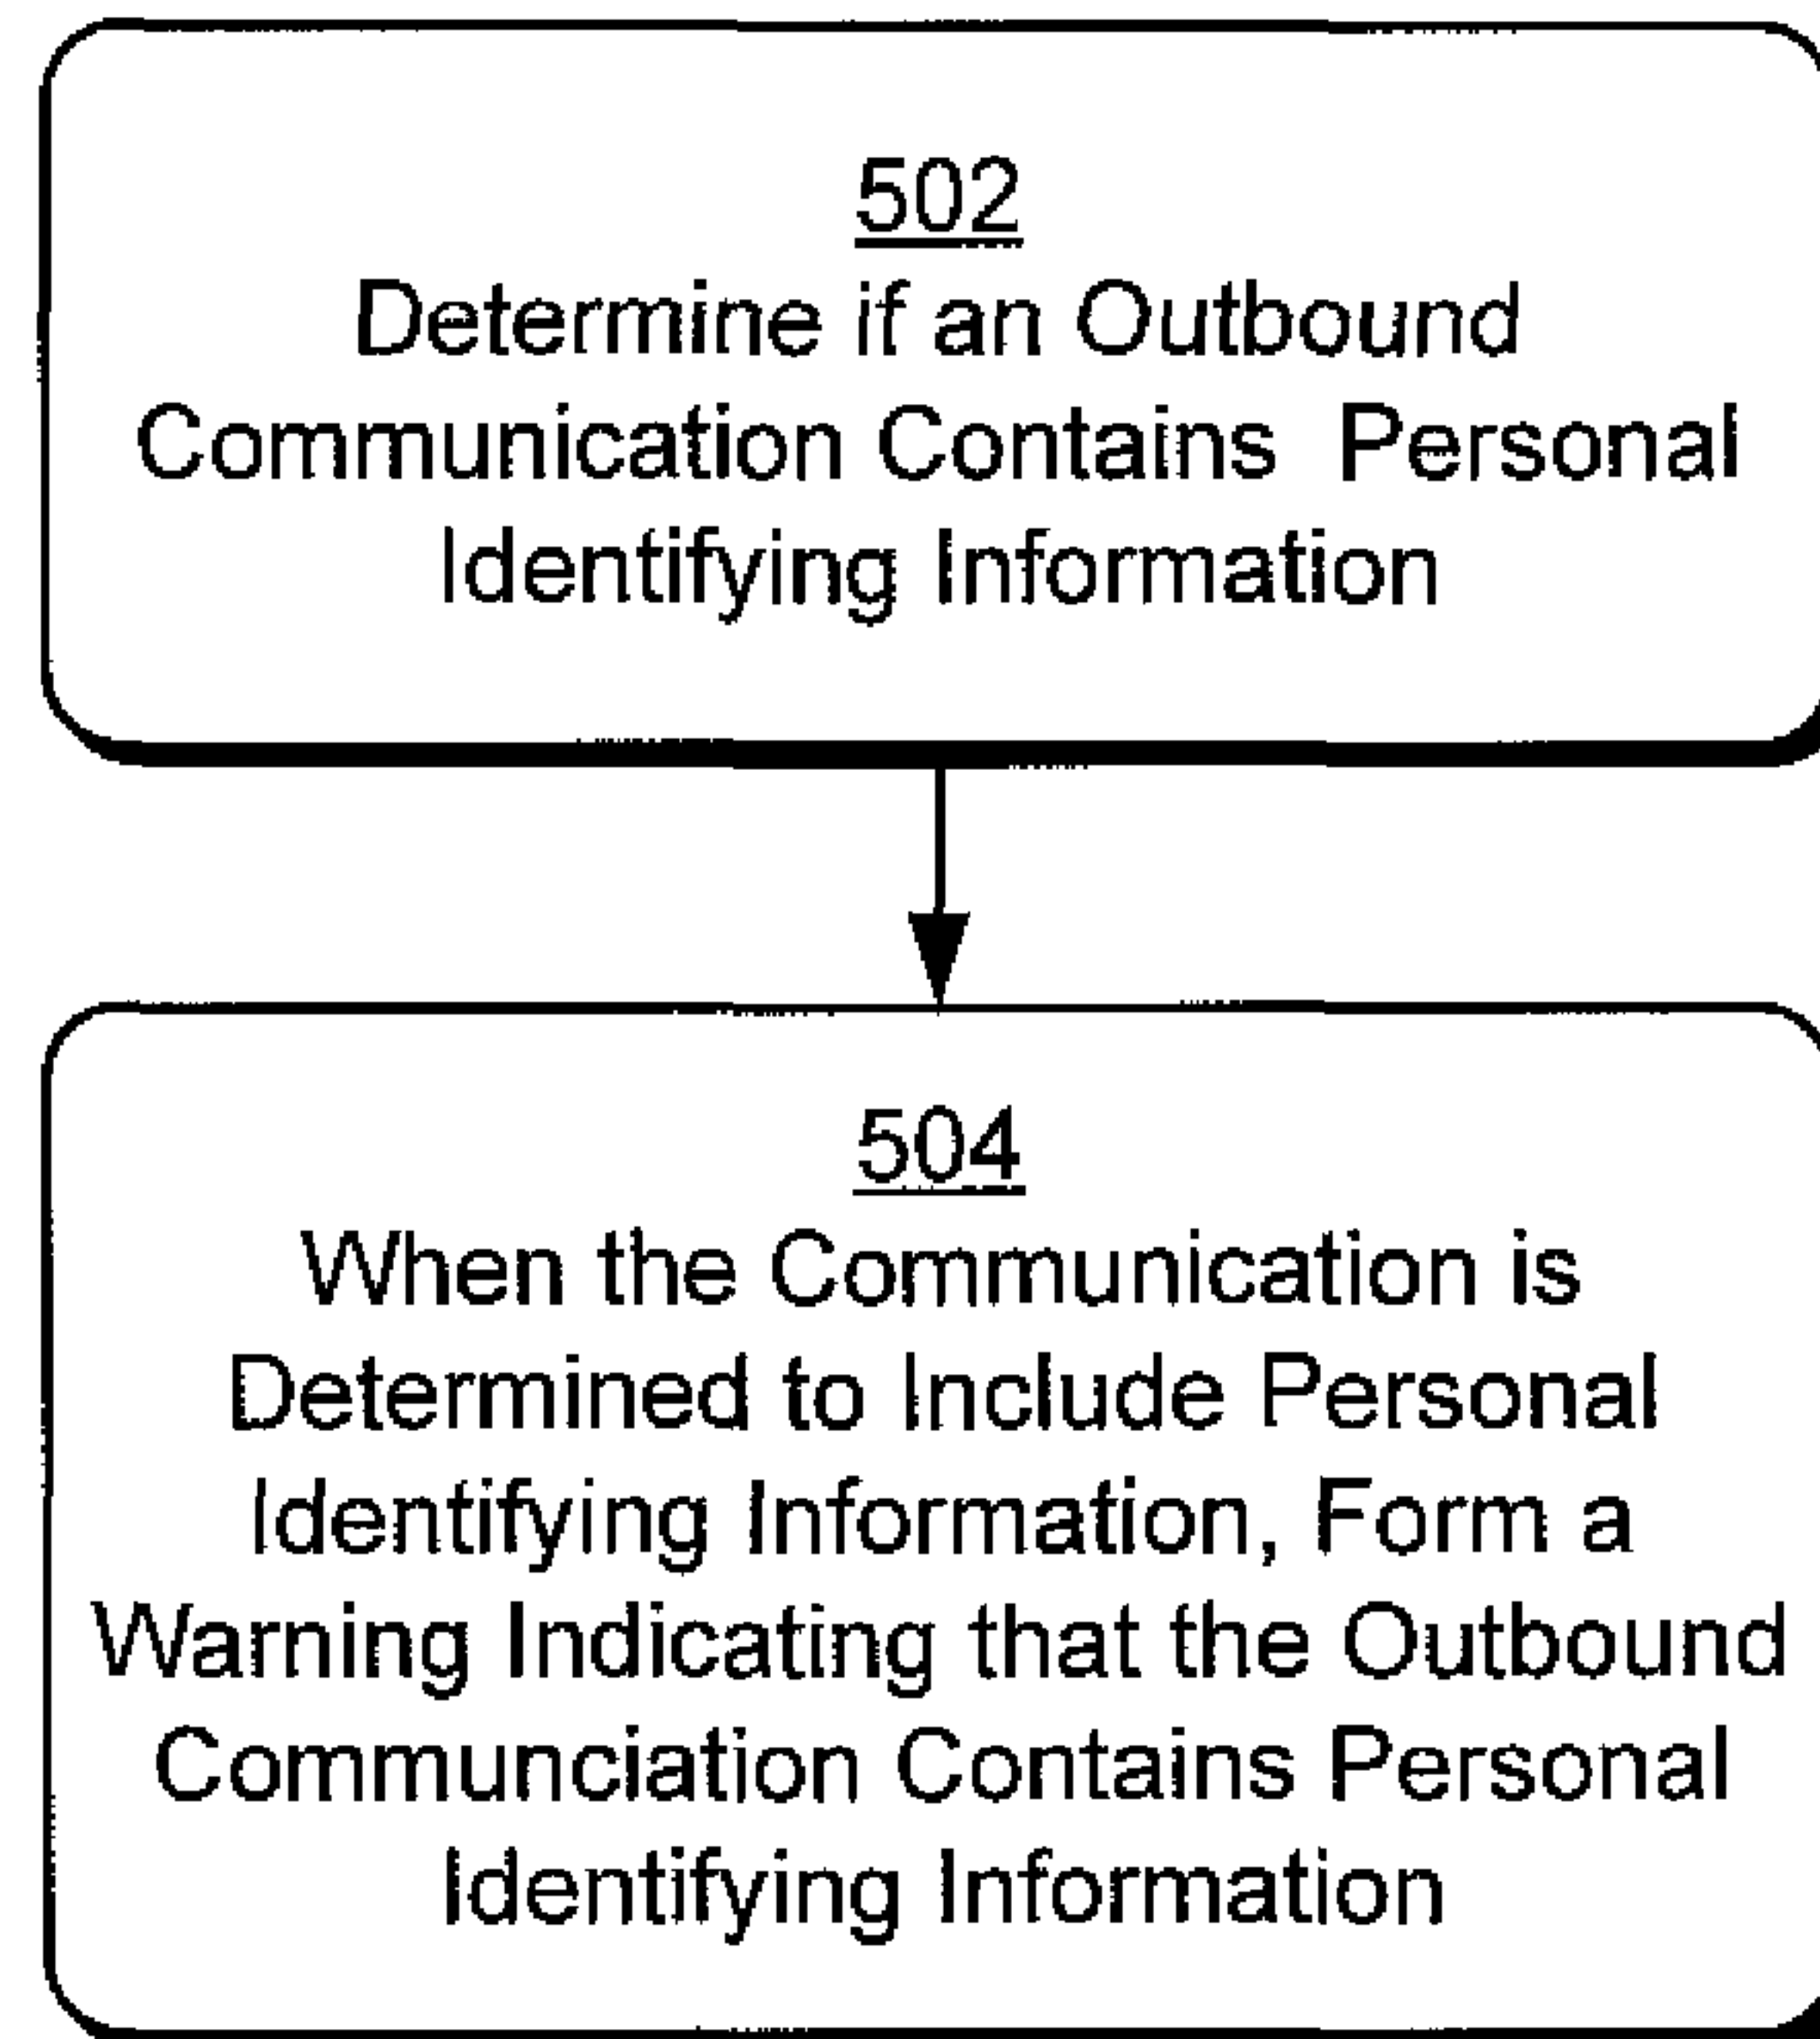 502
Determine if an Outbound
Communication Contains Personal
Identifying Information
504
When the Communication is
Determined to Include Personal
Identifying Information, Form a
Warning Indicating that the Outbound
Communciation Contains Personal
Identifying Information